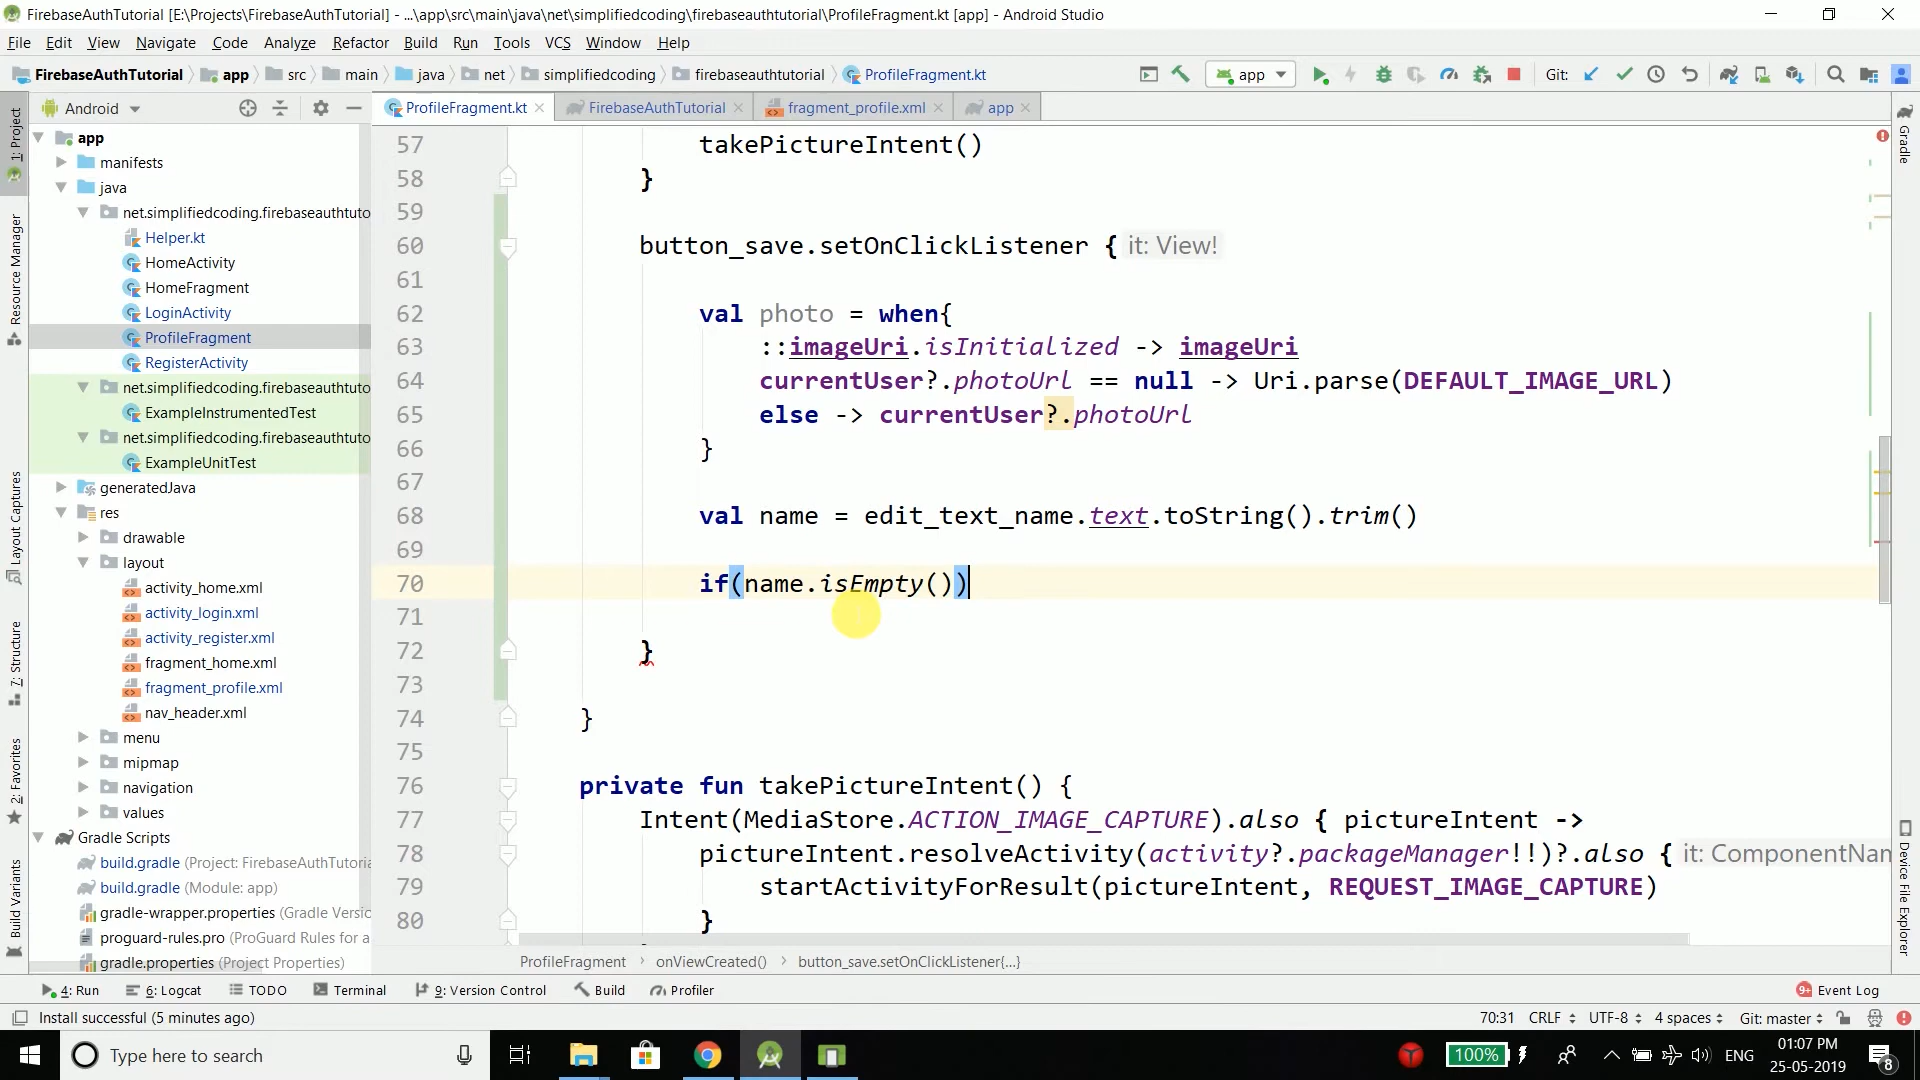 FirebaseAuthTutorial [E:\Projects\FirebaseAuthTutorial] - ...\app\src\main\java\net\simplifiedcoding\firebaseauthtutorial\ProfileFragment.kt [app] - Android Studio
File Edit View Navigate Code Analyze Refactor Build Run Tools VCS Window Help
FirebaseAuthTutorial app src main java net simplifiedcoding firebaseauthtutorial ProfileFragment.kt app Git:
Android
ProfileFragment.kt FirebaseAuthTutorial fragment_profile.xml app
1: Project
Resource Manager
Layout Captures
7: Structure
2: Favorites
Build Variants
app
manifests
java
net.simplifiedcoding.firebaseauthtuto
Helper.kt
HomeActivity
HomeFragment
LoginActivity
ProfileFragment
RegisterActivity
net.simplifiedcoding.firebaseauthtuto
ExampleInstrumentedTest
net.simplifiedcoding.firebaseauthtuto
ExampleUnitTest
generatedJava
res
drawable
layout
activity_home.xml
activity_login.xml
activity_register.xml
fragment_home.xml
fragment_profile.xml
nav_header.xml
menu
mipmap
navigation
values
Gradle Scripts
build.gradle (Project: FirebaseAuthTutoria
build.gradle (Module: app)
gradle-wrapper.properties (Gradle Versio
proguard-rules.pro (ProGuard Rules for a
gradle.properties (Project Properties)
57 takePictureIntent()
58 }
59
60 button_save.setOnClickListener { it: View!
61
62 val photo = when{
63 ::imageUri.isInitialized -> imageUri
64 currentUser?.photoUrl == null -> Uri.parse(DEFAULT_IMAGE_URL)
65 else -> currentUser?.photoUrl
66 }
67
68 val name = edit_text_name.text.toString().trim()
69
70 if(name.isEmpty())
71
72 }
73
74 }
75
76 private fun takePictureIntent() {
77 Intent(MediaStore.ACTION_IMAGE_CAPTURE).also { pictureIntent ->
78 pictureIntent.resolveActivity(activity?.packageManager!!)?.also { it: ComponentNam
79 startActivityForResult(pictureIntent, REQUEST_IMAGE_CAPTURE)
80 }
Gradle
Device File Explorer
ProfileFragment onViewCreated() button_save.setOnClickListener{...}
4: Run 6: Logcat TODO Terminal 9: Version Control Build Profiler 9+ Event Log
Install successful (5 minutes ago) 70:31 CRLF UTF-8 4 spaces Git: master
Type here to search 100% ENG 01:07 PM 25-05-2019 8